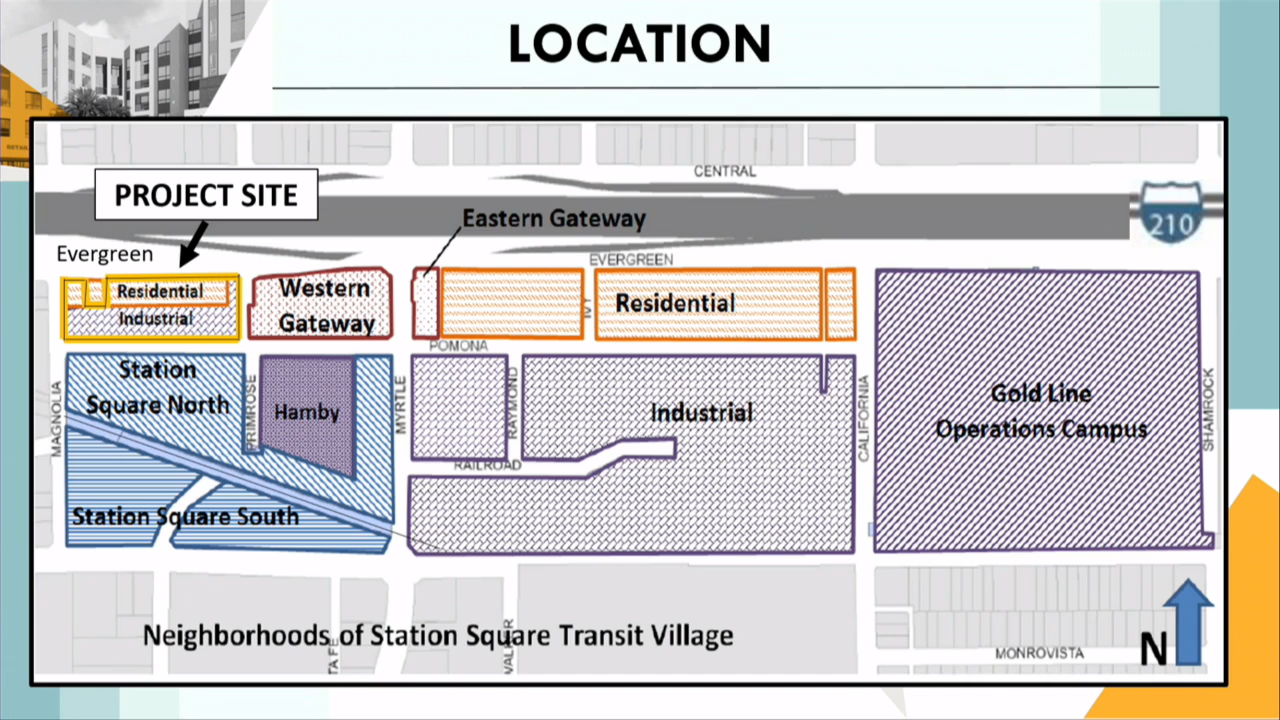 LOCATION
CENTRAL
PROJECT SITE
210
Eastern Gateway
Evergreen
EVERGREEN
Residential
Industrial
Western
Gateway
IVY
Residential
POMONA
MAGNOLIA
Station
Square North
PRIMROSE
Hamby
MYRTLE
RAYMOND
Industrial
CALIFORNIA
Gold Line
Operations Campus
SHAMROCK
RAILROAD
Station Square South
Neighborhoods of Station Square Transit Village
MONROVISTA
N